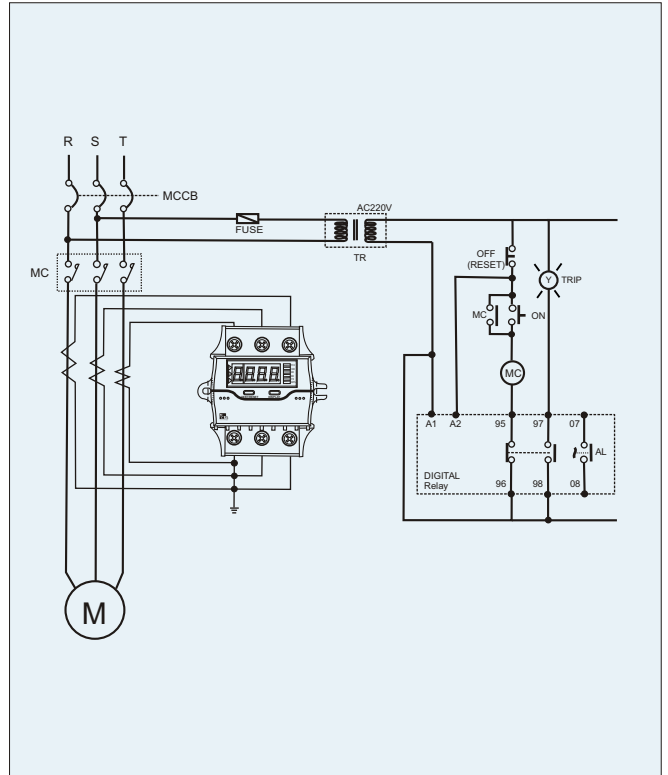 R S T
MCCB
FUSE
AC220V
TR
MC
OFF
(RESET)
Y
TRIP
MC
ON
MC
A1 A2 95 97 07
AL
DIGITAL
Relay
96 98 08
M